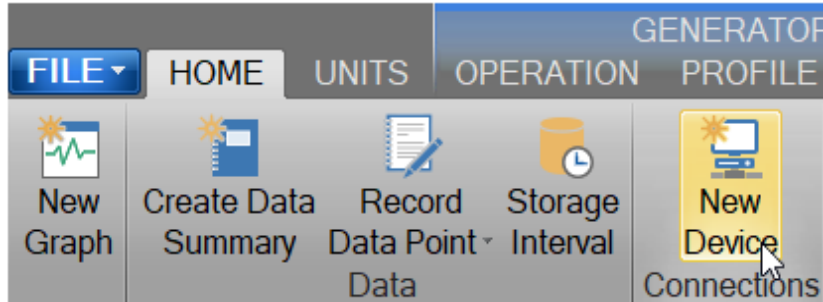 GENERATOR
FILE HOME UNITS OPERATION PROFILE
New Graph
Create Data Summary
Record Data Point
Storage Interval
New Device
Data
Connections